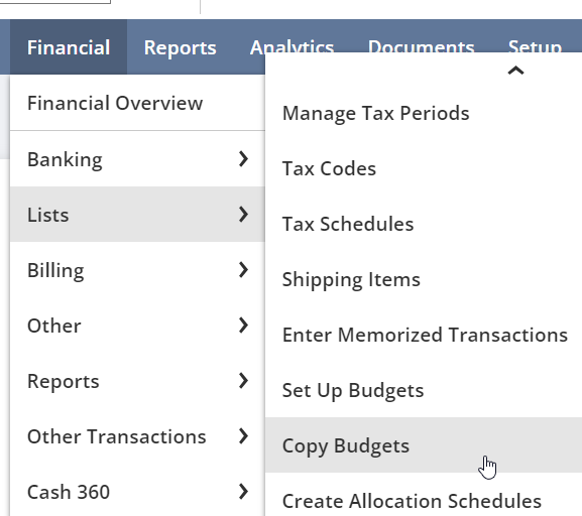 Financial Reports Analytics Documents Setup
Financial Overview
Banking
Lists
Billing
Other
Reports
Other Transactions
Cash 360
Manage Tax Periods
Tax Codes
Tax Schedules
Shipping Items
Enter Memorized Transactions
Set Up Budgets
Copy Budgets
Create Allocation Schedules